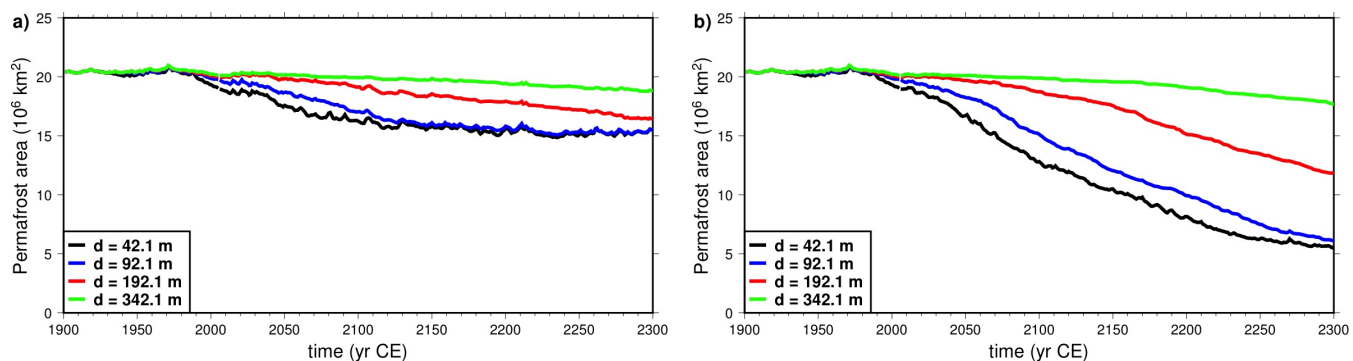 a)
Permafrost area (10⁶ km²)
25
20
15
10
5
0
d = 42.1 m
d = 92.1 m
d = 192.1 m
d = 342.1 m
1900 1950 2000 2050 2100 2150 2200 2250 2300
time (yr CE)
b)
Permafrost area (10⁶ km²)
25
20
15
10
5
0
d = 42.1 m
d = 92.1 m
d = 192.1 m
d = 342.1 m
1900 1950 2000 2050 2100 2150 2200 2250 2300
time (yr CE)